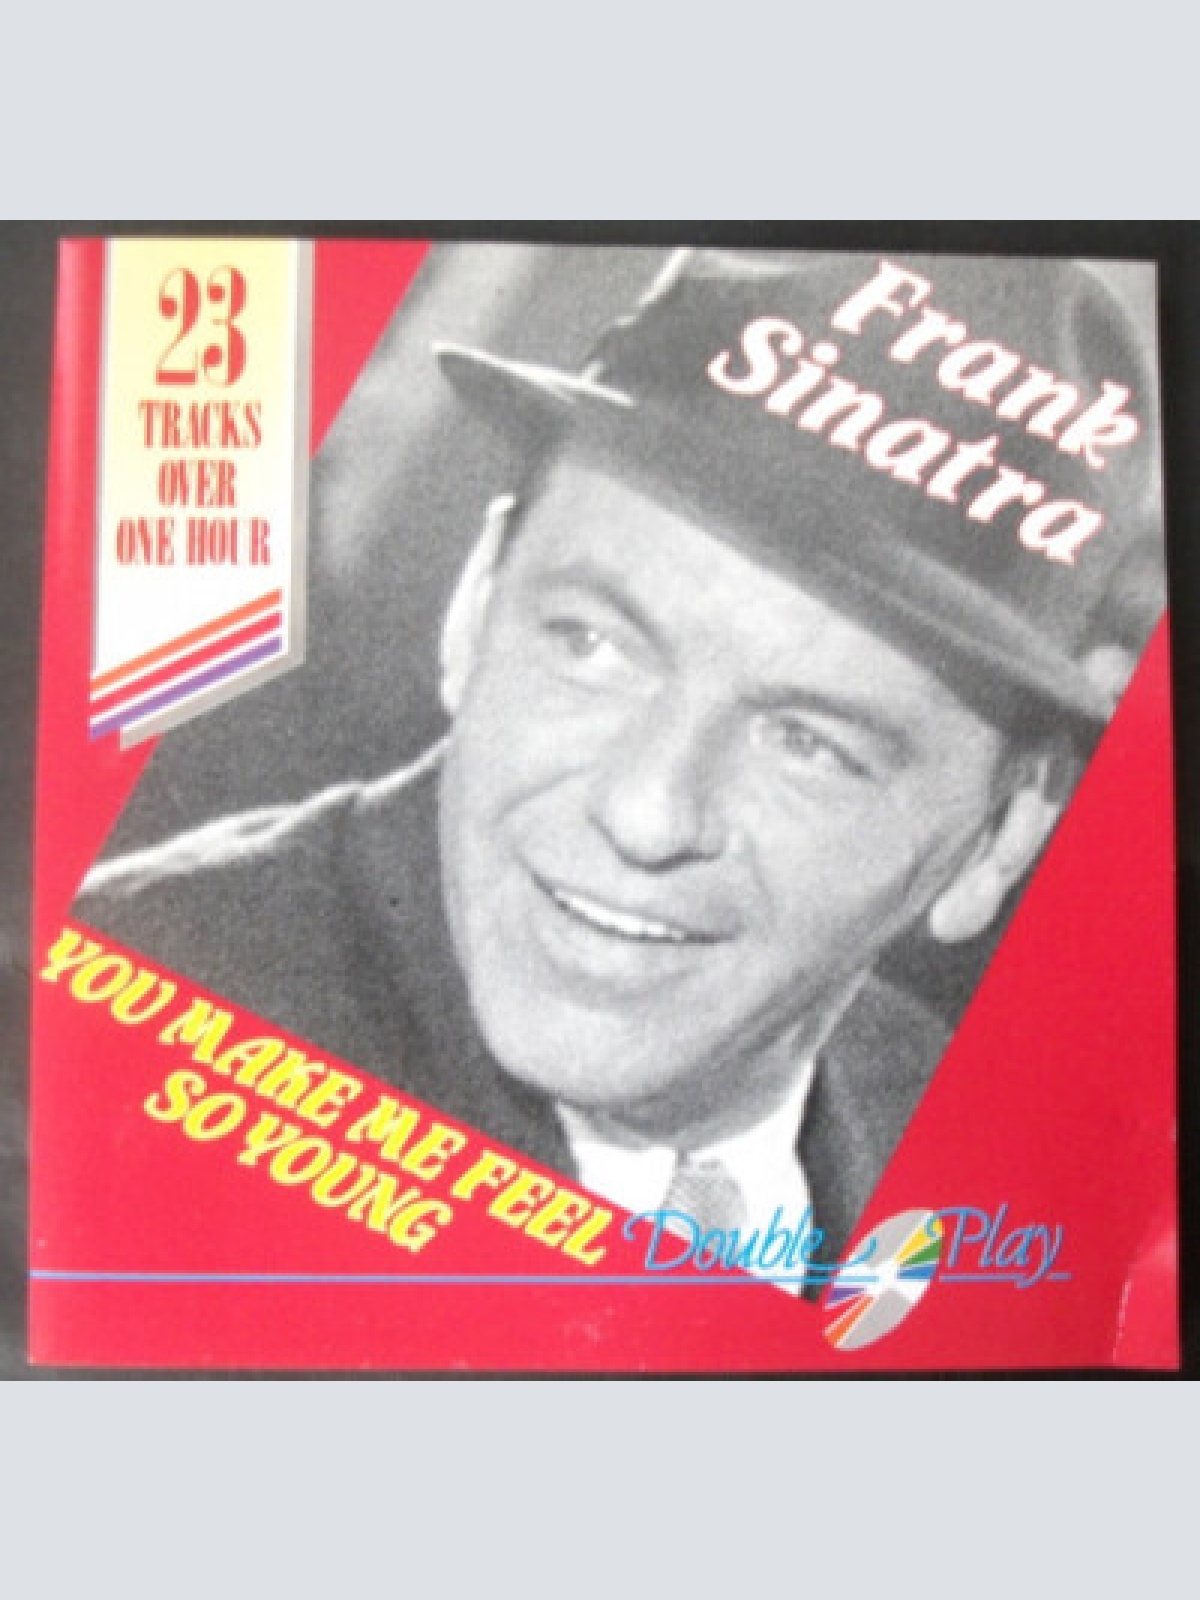 23
TRACKS
OVER
ONE HOUR
Frank
Sinatra
YOU MAKE ME FEEL
SO YOUNG
Double Play